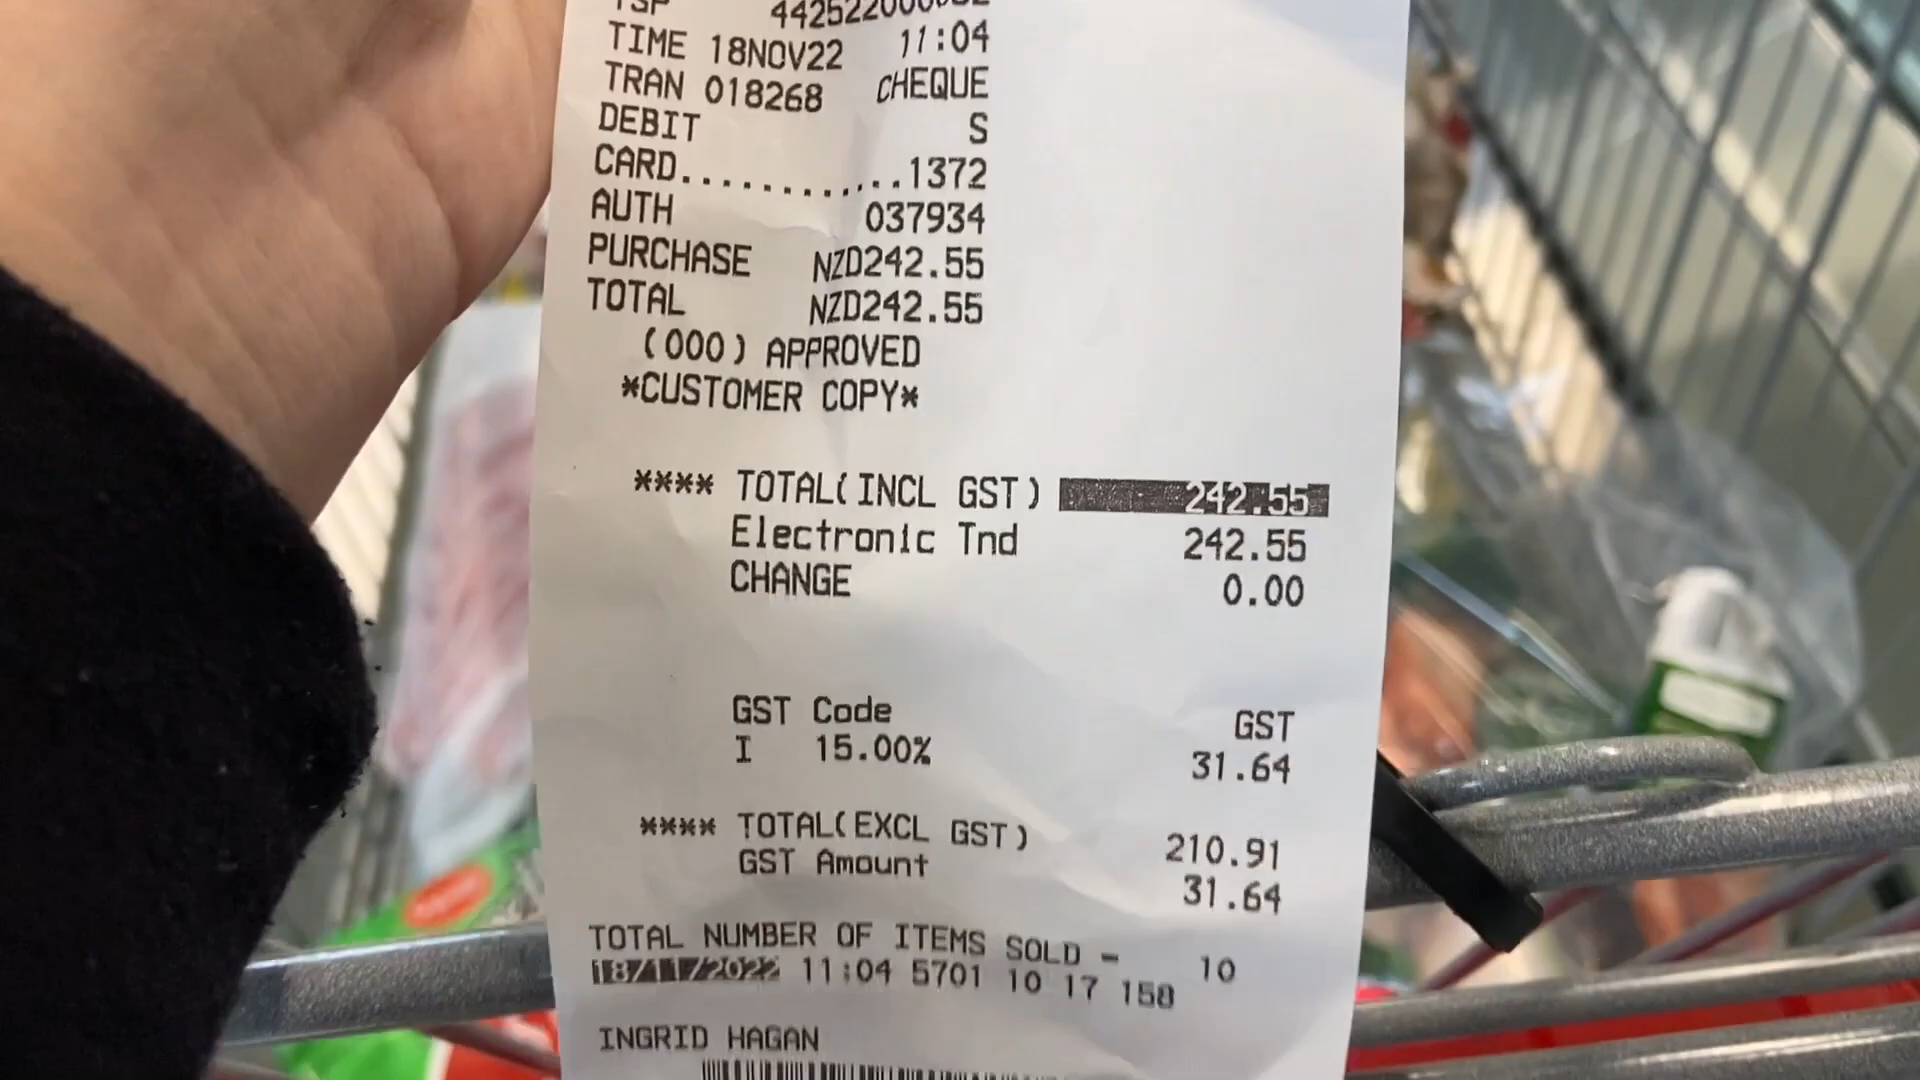 TSP
TIME 18NOV22 11:04
TRAN 018268 CHEQUE
DEBIT S
CARD............1372
AUTH 037934
PURCHASE NZD242.55
TOTAL NZD242.55
(000) APPROVED
*CUSTOMER COPY*
**** TOTAL(INCL GST) 242.55
Electronic Tnd 242.55
CHANGE 0.00
GST Code GST
I 15.00% 31.64
**** TOTAL(EXCL GST) 210.91
GST Amount 31.64
TOTAL NUMBER OF ITEMS SOLD = 10
18/11/2022 11:04 5701 10 17 158
INGRID HAGAN